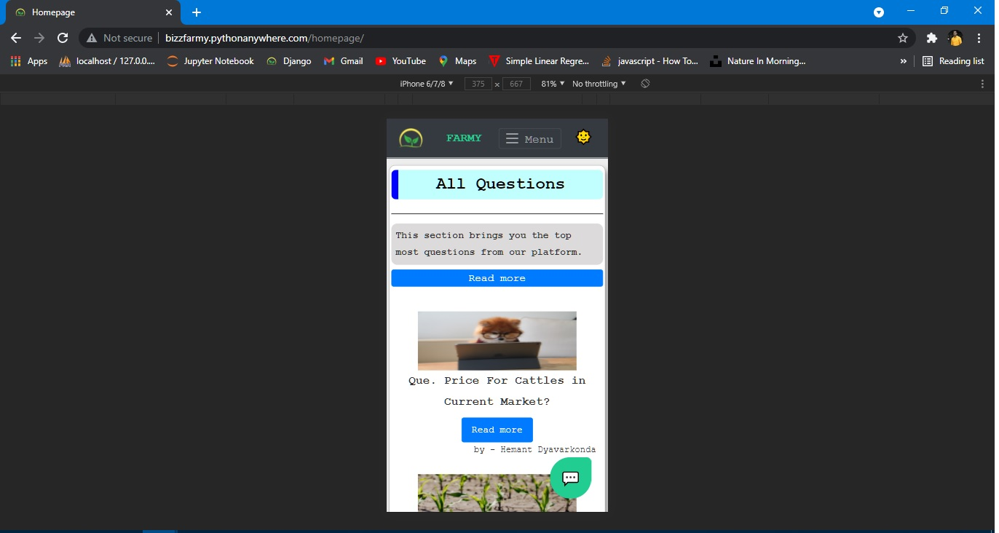 Homepage
Not secure bizzfarmy.pythonanywhere.com/homepage/
Apps localhost / 127.0.0.... Jupyter Notebook Django Gmail YouTube Maps Simple Linear Regre... javascript - How To... Nature In Morning... » Reading list
iPhone 6/7/8 ▼ 375 × 667 81% ▼ No throttling ▼
FARMY Menu
All Questions
This section brings you the top
most questions from our platform.
Read more
Que. Price For Cattles in
Current Market?
Read more
by - Hemant Dyavarkonda